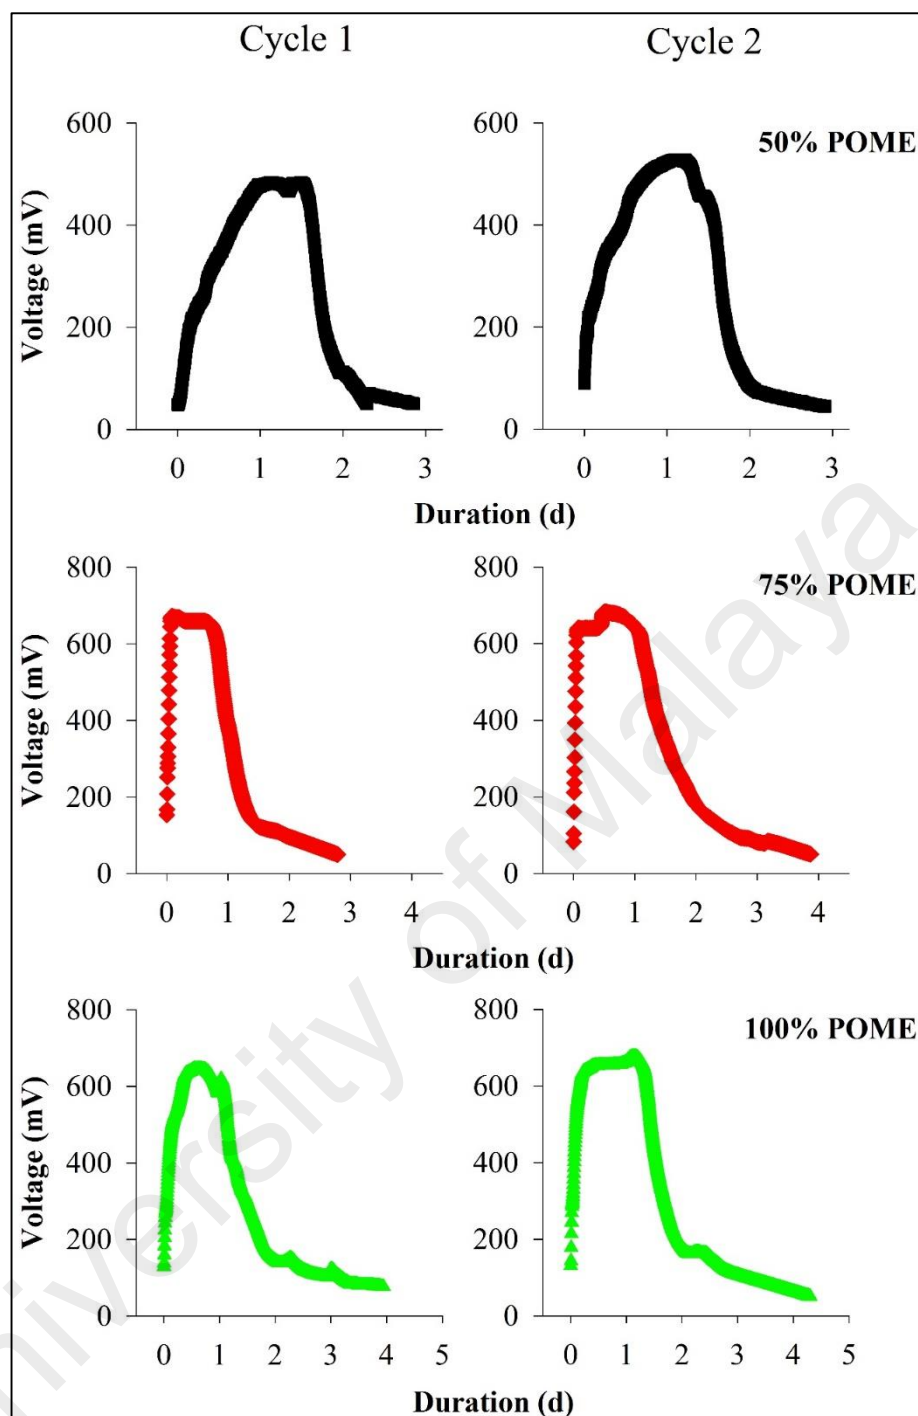 Cycle 1
Cycle 2
50% POME
Voltage (mV)
600
400
200
0
0 1 2 3
600
400
200
0
0 1 2 3
Duration (d)
75% POME
Voltage (mV)
800
600
400
200
0
0 1 2 3 4
800
600
400
200
0
0 1 2 3 4
Duration (d)
100% POME
Voltage (mV)
800
600
400
200
0
0 1 2 3 4 5
800
600
400
200
0
0 1 2 3 4 5
Duration (d)
University of Malaya